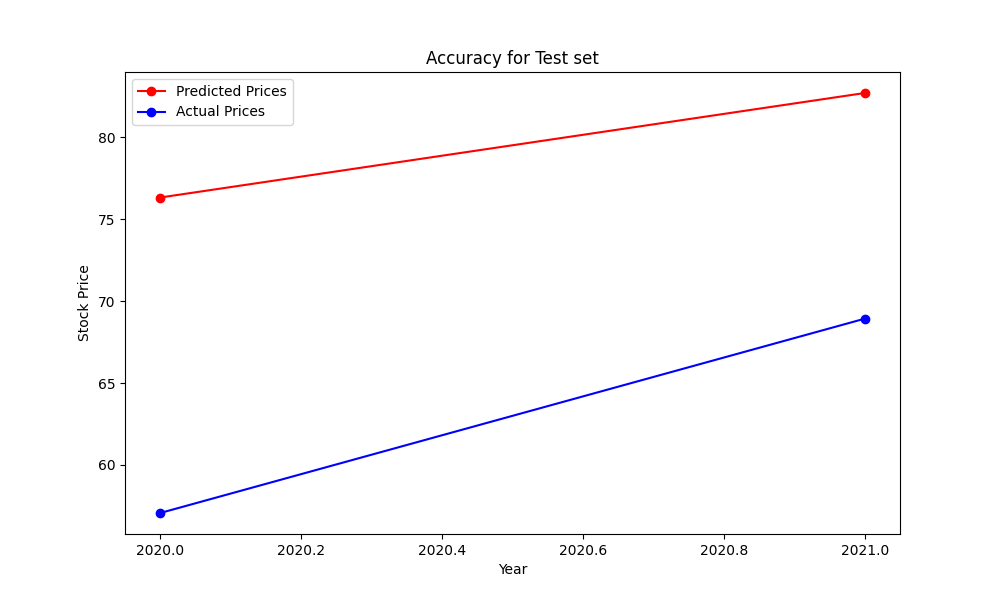 Accuracy for Test set
Predicted Prices
Actual Prices
Stock Price
80
75
70
65
60
2020.0 2020.2 2020.4 2020.6 2020.8 2021.0
Year